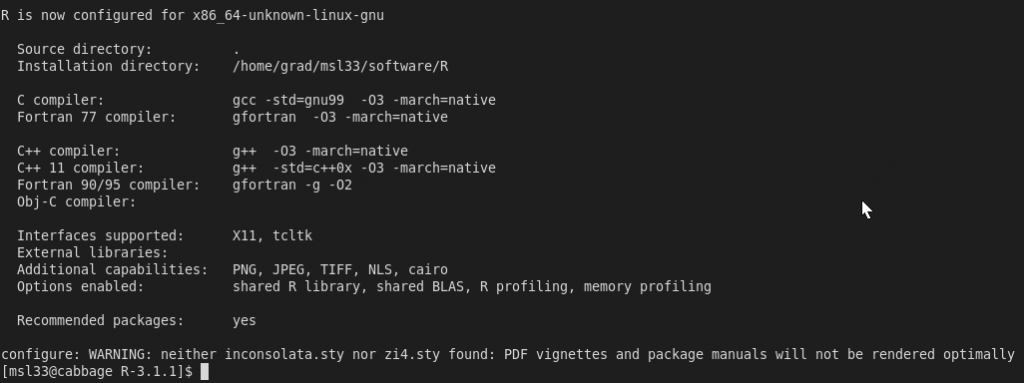 R is now configured for x86_64-unknown-linux-gnu
Source directory: .
Installation directory: /home/grad/msl33/software/R
C compiler: gcc -std=gnu99 -O3 -march=native
Fortran 77 compiler: gfortran -O3 -march=native
C++ compiler: g++ -O3 -march=native
C++ 11 compiler: g++ -std=c++0x -O3 -march=native
Fortran 90/95 compiler: gfortran -g -O2
Obj-C compiler:
Interfaces supported: X11, tcltk
External libraries:
Additional capabilities: PNG, JPEG, TIFF, NLS, cairo
Options enabled: shared R library, shared BLAS, R profiling, memory profiling
Recommended packages: yes
configure: WARNING: neither inconsolata.sty nor zi4.sty found: PDF vignettes and package manuals will not be rendered optimally
[msl33@cabbage R-3.1.1]$